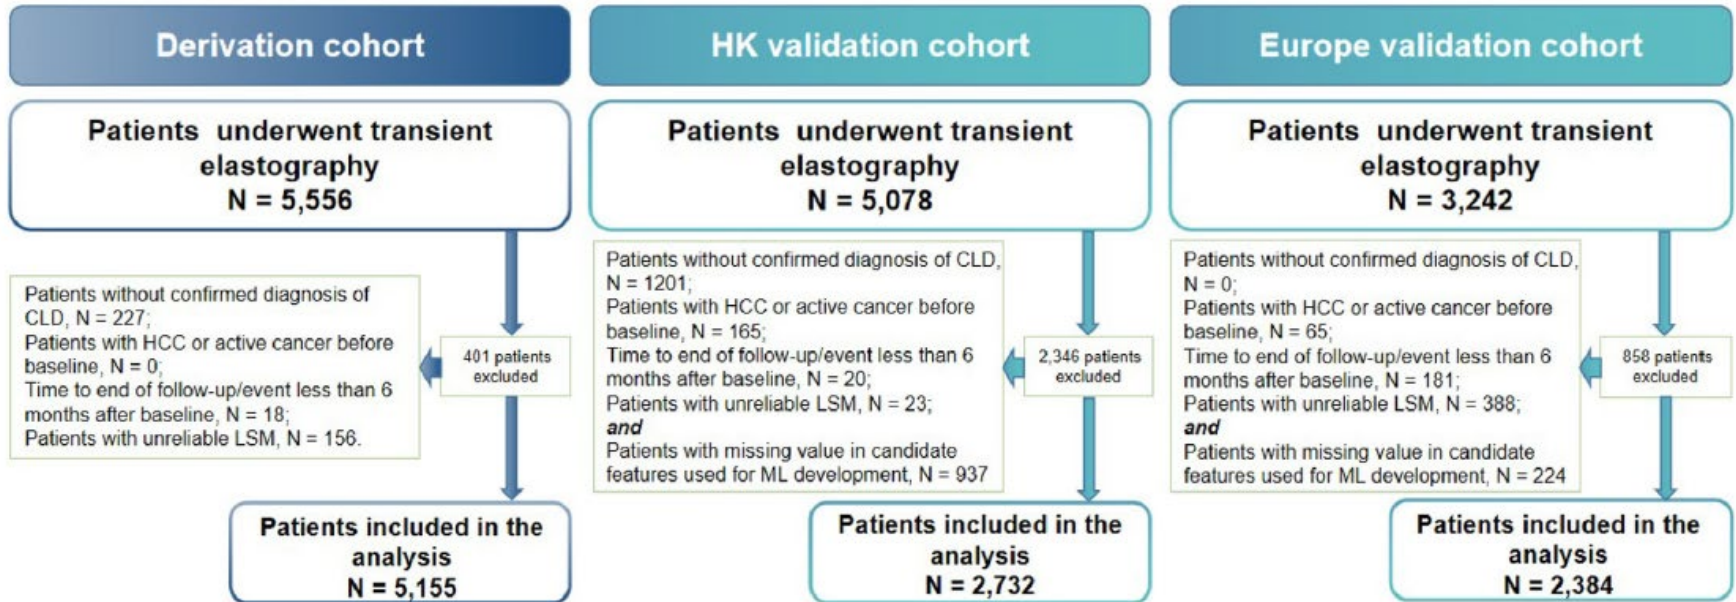 Derivation cohort
Patients underwent transient
elastography
N = 5,556
Patients without confirmed diagnosis of
CLD, N = 227;
Patients with HCC or active cancer before
baseline, N = 0;
Time to end of follow-up/event less than 6
months after baseline, N = 18;
Patients with unreliable LSM, N = 156.
401 patients
excluded
Patients included in the
analysis
N = 5,155
HK validation cohort
Patients underwent transient
elastography
N = 5,078
Patients without confirmed diagnosis of CLD,
N = 1201;
Patients with HCC or active cancer before
baseline, N = 165;
Time to end of follow-up/event less than 6
months after baseline, N = 20;
Patients with unreliable LSM, N = 23;
and
Patients with missing value in candidate
features used for ML development, N = 937
2,346 patients
excluded
Patients included in the
analysis
N = 2,732
Europe validation cohort
Patients underwent transient
elastography
N = 3,242
Patients without confirmed diagnosis of CLD,
N = 0;
Patients with HCC or active cancer before
baseline, N = 65;
Time to end of follow-up/event less than 6
months after baseline, N = 181;
Patients with unreliable LSM, N = 388;
and
Patients with missing value in candidate
features used for ML development, N = 224
858 patients
excluded
Patients included in the
analysis
N = 2,384